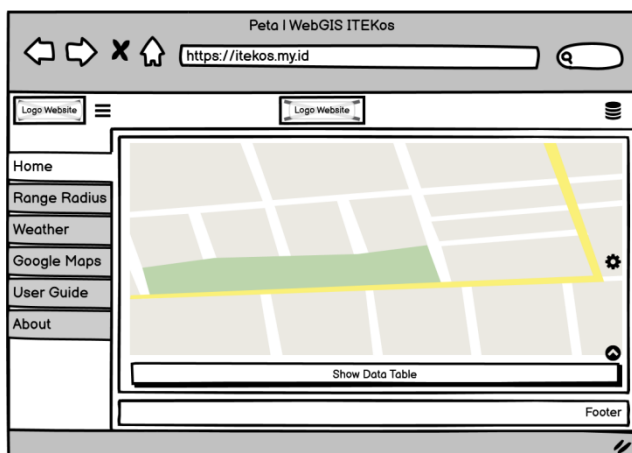 Peta | WebGIS ITEKos
https://itekos.my.id
Logo Website
Logo Website
Home
Range Radius
Weather
Google Maps
User Guide
About
Show Data Table
Footer